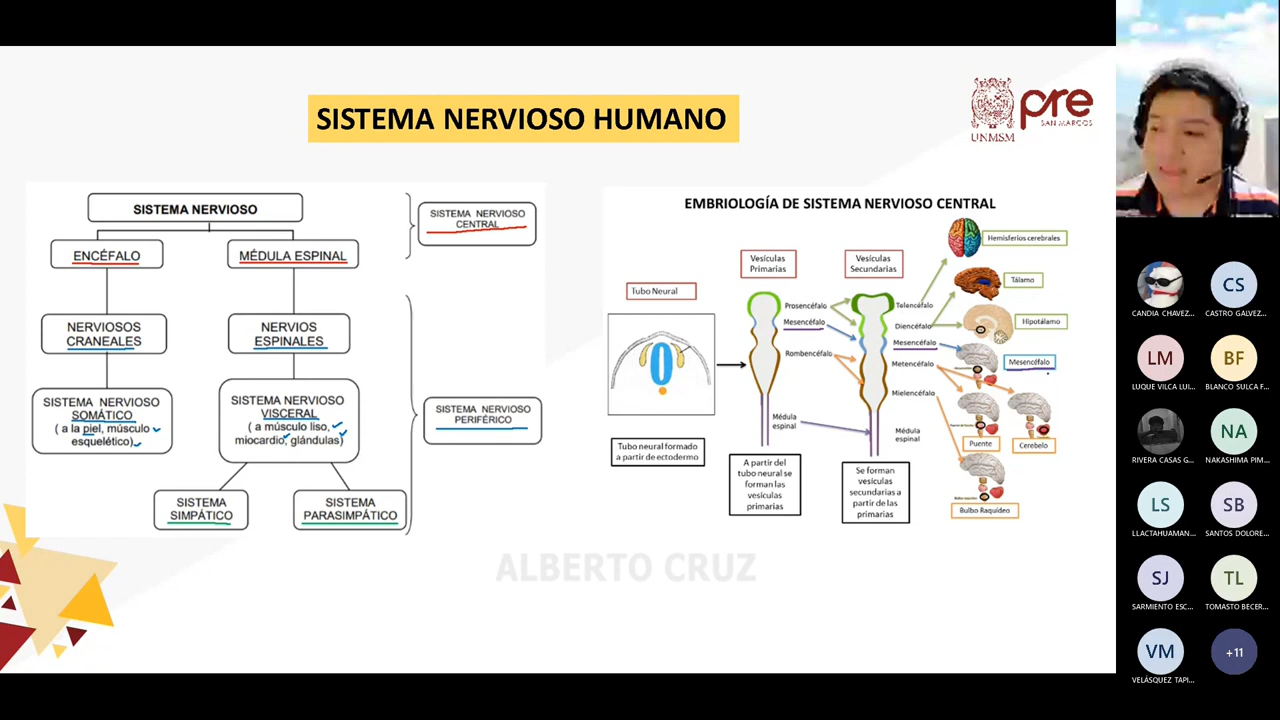 SISTEMA NERVIOSO HUMANO
UNMSM
pre
SAN MARCOS
SISTEMA NERVIOSO
ENCÉFALO
MÉDULA ESPINAL
SISTEMA NERVIOSO
CENTRAL
NERVIOSOS
CRANEALES
NERVIOS
ESPINALES
SISTEMA NERVIOSO
SOMÁTICO
( a la piel, músculo
esquelético)
SISTEMA NERVIOSO
VISCERAL
( a músculo liso,
miocardio, glándulas)
SISTEMA NERVIOSO
PERIFÉRICO
SISTEMA
SIMPÁTICO
SISTEMA
PARASIMPÁTICO
EMBRIOLOGÍA DE SISTEMA NERVIOSO CENTRAL
Tubo Neural
Vesículas
Primarias
Vesículas
Secundarias
Hemisferios cerebrales
Tálamo
Hipotálamo
Mesencéfalo
Puente
Cerebelo
Bulbo Raquídeo
Prosencéfalo
Mesencéfalo
Rombencéfalo
Médula
espinal
Telencéfalo
Diencéfalo
Mesencéfalo
Metencéfalo
Mielencéfalo
Médula
espinal
Tubo neural formado
a partir de ectodermo
A partir del
tubo neural se
forman las
vesículas
primarias
Se forman
vesículas
secundarias a
partir de las
primarias
ALBERTO CRUZ
CANDIA CHAVEZ...
CS
CASTRO GALVEZ...
LM
LUQUE VILCA LUI...
BF
BLANCO SULCA F...
RIVERA CASAS G...
NA
NAKASHIMA PIM...
LS
LLACTAHUAMAN...
SB
SANTOS DOLORE...
SJ
SARMIENTO ESC...
TL
TOMASTO BECER...
VM
VELÁSQUEZ TAPI...
+11